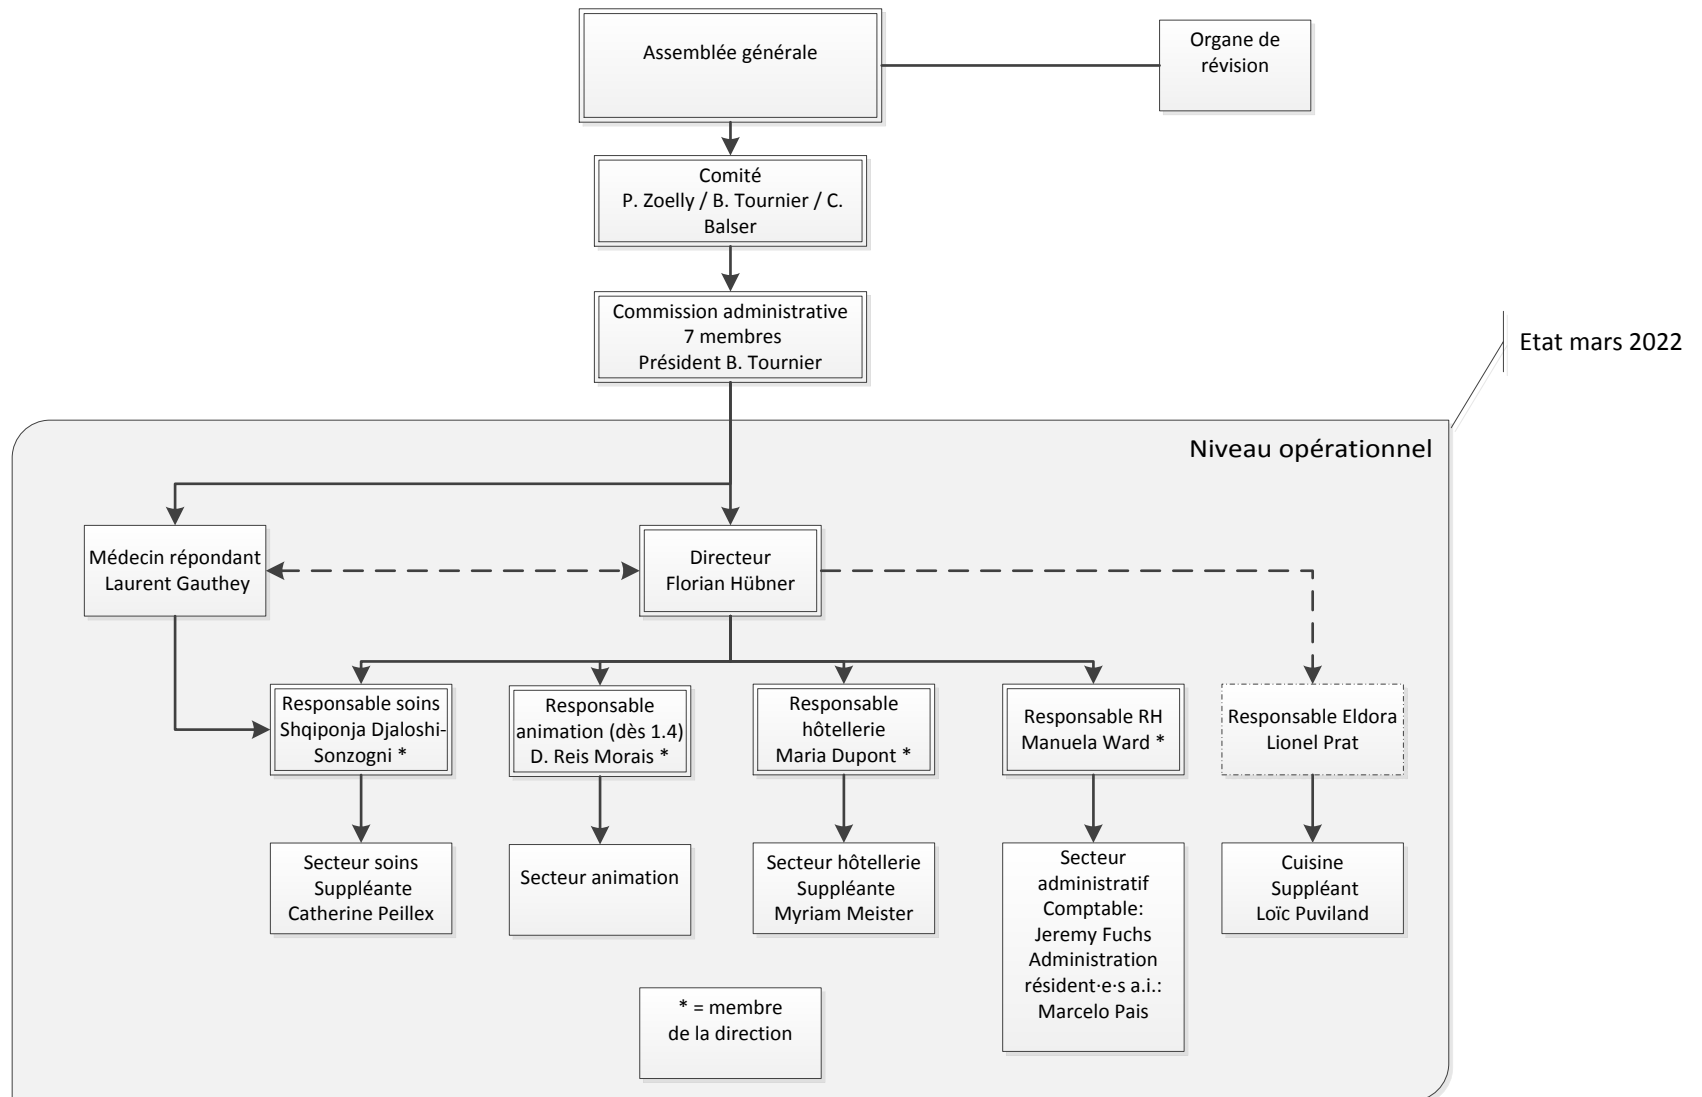 Assemblée générale
Organe de
révision
Comité
P. Zoelly / B. Tournier / C.
Balser
Commission administrative
7 membres
Président B. Tournier
Etat mars 2022
Niveau opérationnel
Médecin répondant
Laurent Gauthey
Directeur
Florian Hübner
Responsable soins
Shqiponja Djaloshi-
Sonzogni *
Responsable
animation (dès 1.4)
D. Reis Morais *
Responsable
hôtellerie
Maria Dupont *
Responsable RH
Manuela Ward *
Responsable Eldora
Lionel Prat
Secteur soins
Suppléante
Catherine Peillex
Secteur animation
Secteur hôtellerie
Suppléante
Myriam Meister
Secteur
administratif
Comptable:
Jeremy Fuchs
Administration
résident·e·s a.i.:
Marcelo Pais
Cuisine
Suppléant
Loïc Puviland
* = membre
de la direction